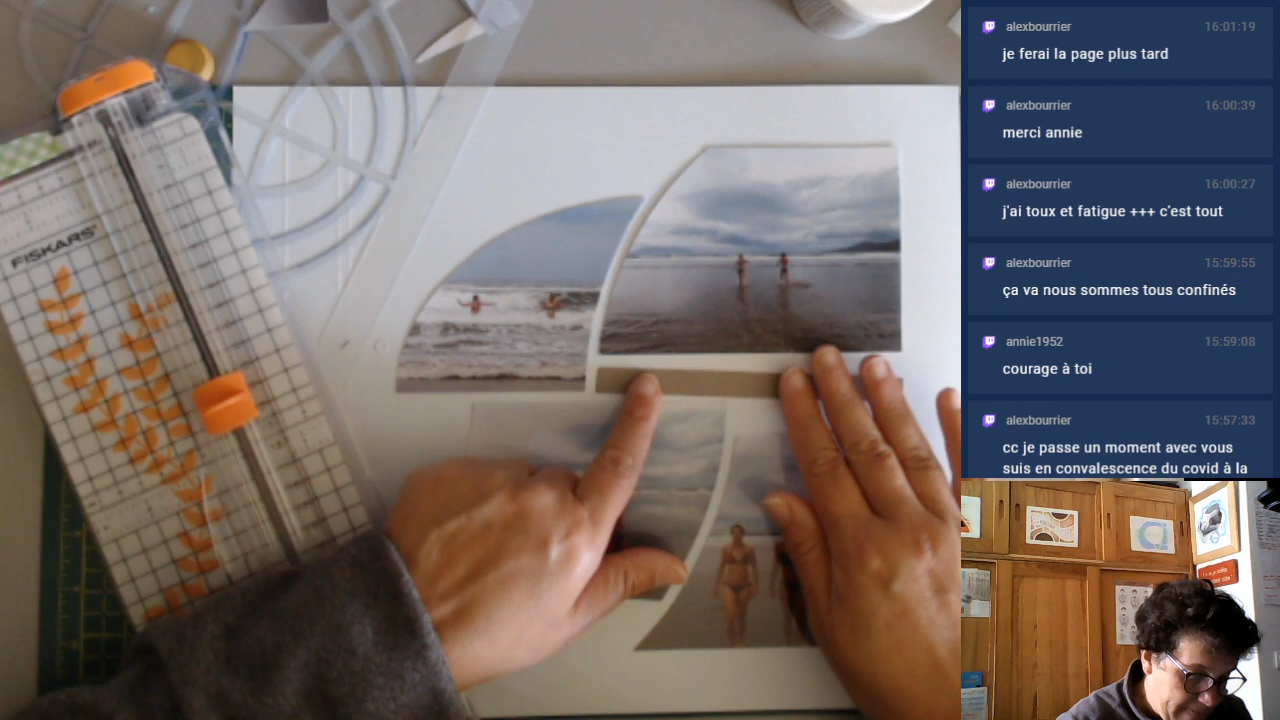 FISKARS
alexbourrier 16:01:19
je ferai la page plus tard
alexbourrier 16:00:39
merci annie
alexbourrier 16:00:27
j'ai toux et fatigue +++ c'est tout
alexbourrier 15:59:55
ça va nous sommes tous confinés
annie1952 15:59:08
courage à toi
alexbourrier 15:57:33
cc je passe un moment avec vous
suis en convalescence du covid à la